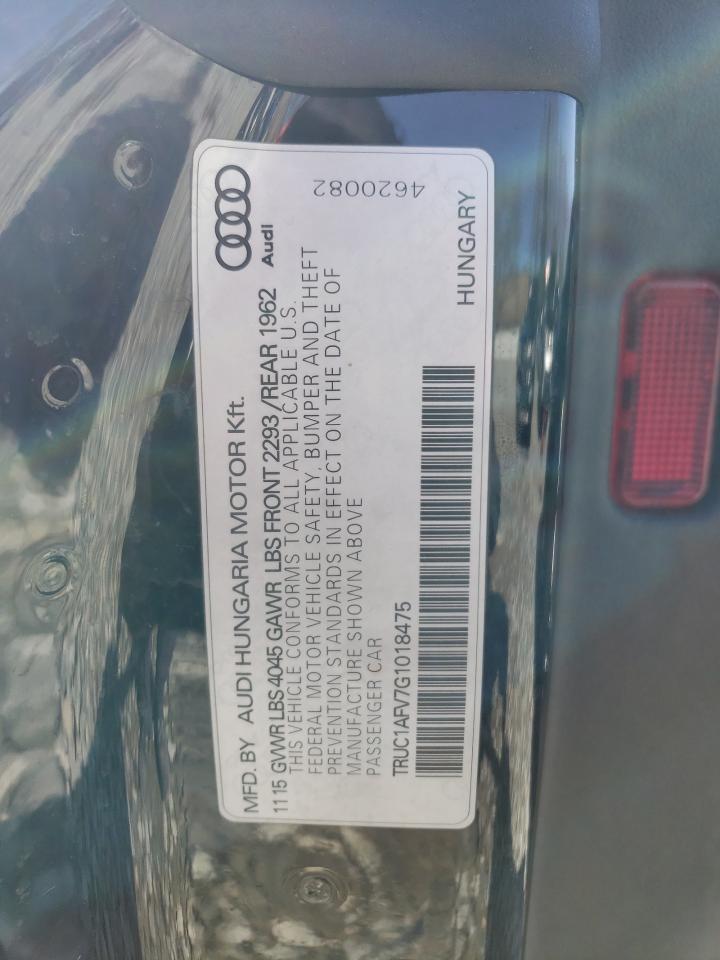 MFD. BY AUDI HUNGARIA MOTOR Kft.
Audi
1115 GVWR LBS 4045 GAWR LBS FRONT 2293 /REAR 1962
THIS VEHICLE CONFORMS TO ALL APPLICABLE U.S.
FEDERAL MOTOR VEHICLE SAFETY, BUMPER AND THEFT
PREVENTION STANDARDS IN EFFECT ON THE DATE OF
MANUFACTURE SHOWN ABOVE
PASSENGER CAR
4620082
TRUC1AFV7G1018475
HUNGARY